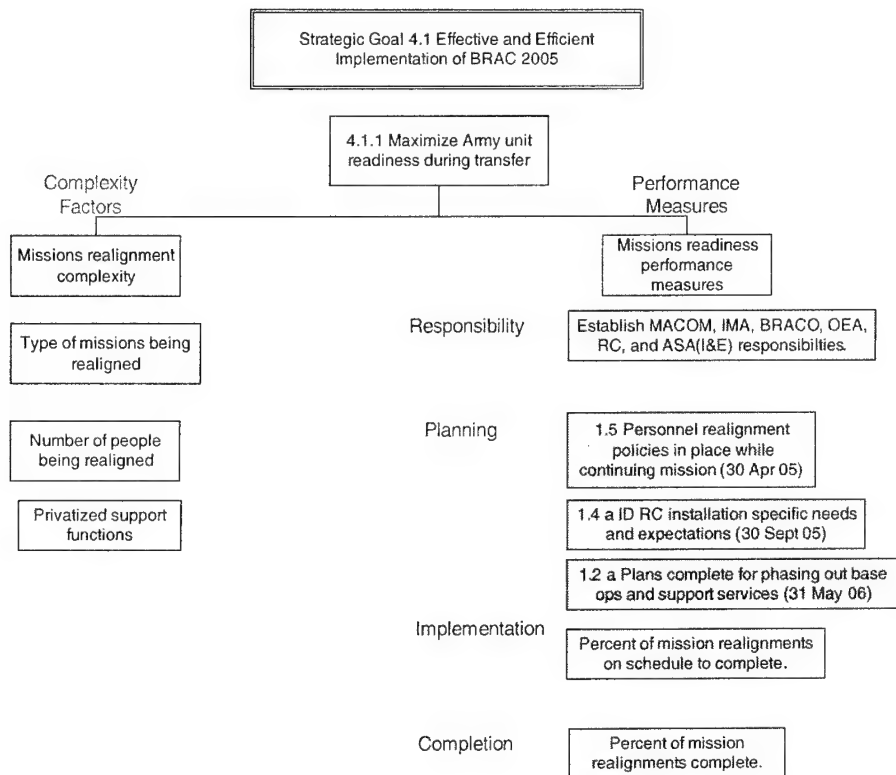 Strategic Goal 4.1 Effective and Efficient
Implementation of BRAC 2005
4.1.1 Maximize Army unit
readiness during transfer
Complexity
Factors
Performance
Measures
Missions realignment
complexity
Missions readiness
performance
measures
Type of missions being
realigned
Responsibility
Establish MACOM, IMA, BRACO, OEA,
RC, and ASA(I&E) responsibilties.
Number of people
being realigned
Planning
1.5 Personnel realignment
policies in place while
continuing mission (30 Apr 05)
Privatized support
functions
1.4 a ID RC installation specific needs
and expectations (30 Sept 05)
1.2 a Plans complete for phasing out base
ops and support services (31 May 06)
Implementation
Percent of mission realignments
on schedule to complete.
Completion
Percent of mission
realignments complete.